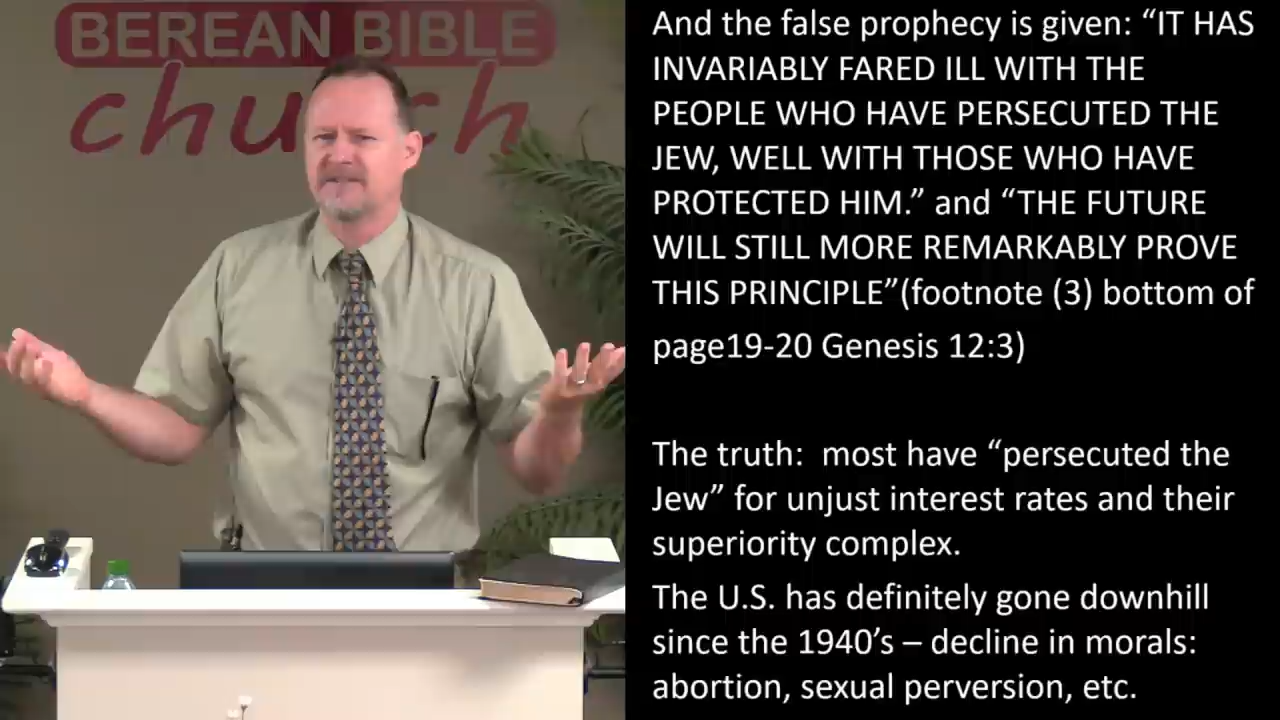 BEREAN BIBLE
church
And the false prophecy is given: “IT HAS
INVARIABLY FARED ILL WITH THE
PEOPLE WHO HAVE PERSECUTED THE
JEW, WELL WITH THOSE WHO HAVE
PROTECTED HIM.” and “THE FUTURE
WILL STILL MORE REMARKABLY PROVE
THIS PRINCIPLE”(footnote (3) bottom of
page19-20 Genesis 12:3)
The truth:  most have “persecuted the
Jew” for unjust interest rates and their
superiority complex.
The U.S. has definitely gone downhill
since the 1940’s – decline in morals:
abortion, sexual perversion, etc.